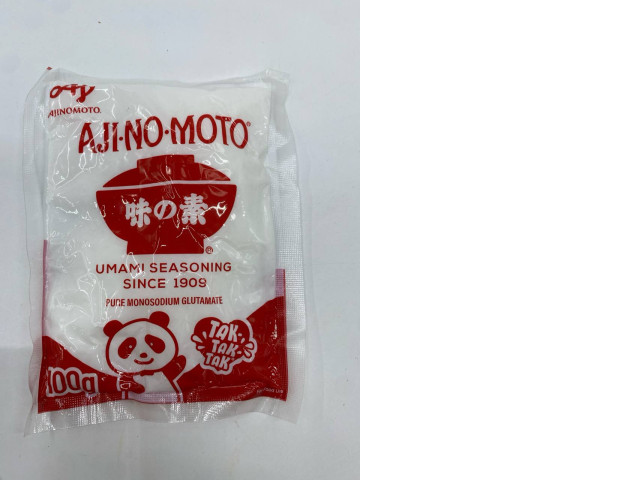 AJINOMOTO.
AJI-NO-MOTO®
味の素
®
UMAMI SEASONING
SINCE 1909
PURE MONOSODIUM GLUTAMATE
TAK-
TAK-
TAK
100g